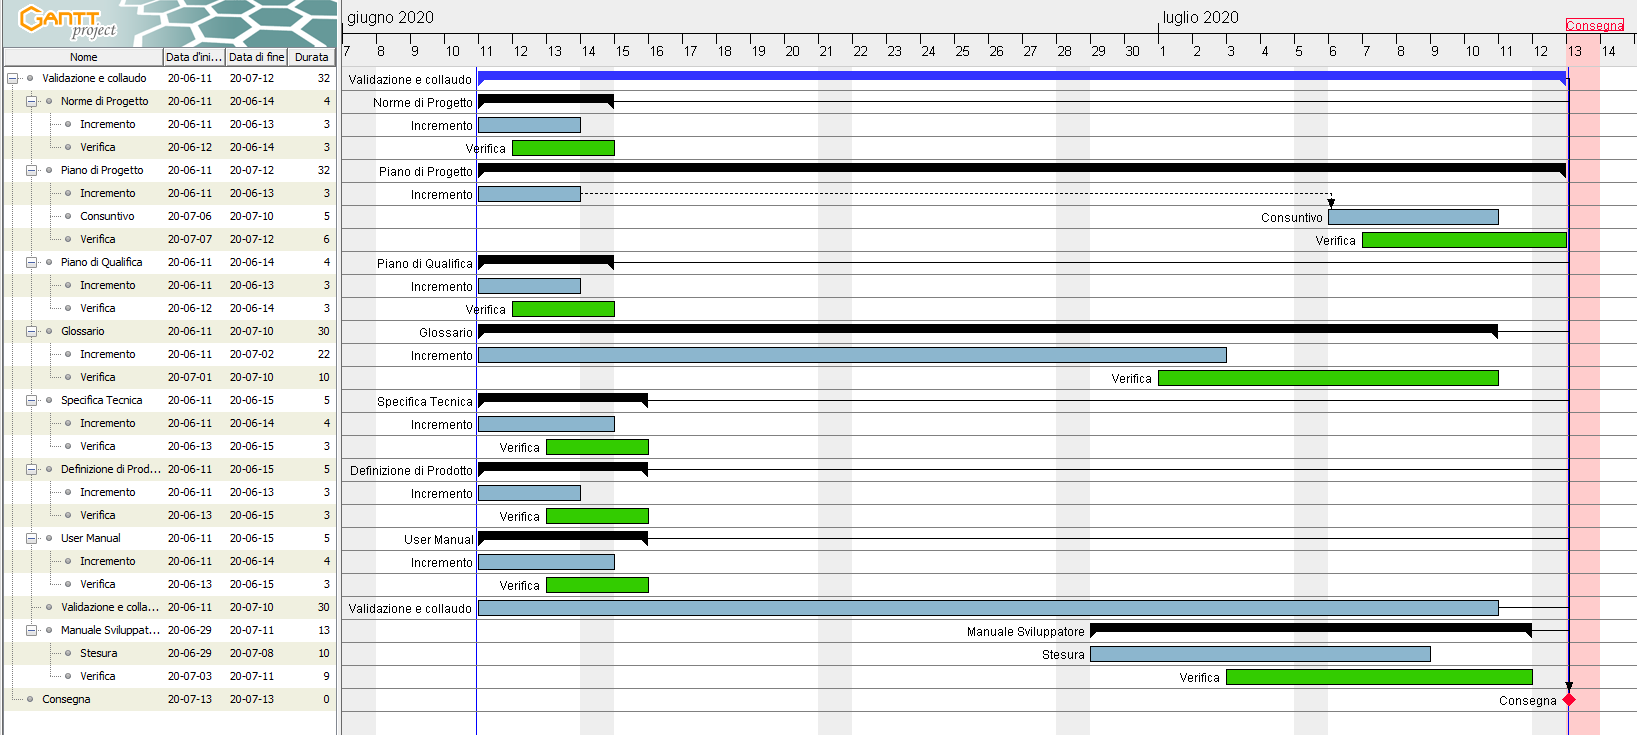 GANTT project
giugno 2020
luglio 2020
Consegna
7 8 9 10 11 12 13 14 15 16 17 18 19 20 21 22 23 24 25 26 27 28 29 30 1 2 3 4 5 6 7 8 9 10 11 12 13 14
Nome Data d'ini... Data di fine Durata
Validazione e collaudo 20-06-11 20-07-12 32 Validazione e collaudo
Norme di Progetto 20-06-11 20-06-14 4 Norme di Progetto
Incremento 20-06-11 20-06-13 3 Incremento
Verifica 20-06-12 20-06-14 3 Verifica
Piano di Progetto 20-06-11 20-07-12 32 Piano di Progetto
Incremento 20-06-11 20-06-13 3 Incremento
Consuntivo 20-07-06 20-07-10 5 Consuntivo
Verifica 20-07-07 20-07-12 6 Verifica
Piano di Qualifica 20-06-11 20-06-14 4 Piano di Qualifica
Incremento 20-06-11 20-06-13 3 Incremento
Verifica 20-06-12 20-06-14 3 Verifica
Glossario 20-06-11 20-07-10 30 Glossario
Incremento 20-06-11 20-07-02 22 Incremento
Verifica 20-07-01 20-07-10 10 Verifica
Specifica Tecnica 20-06-11 20-06-15 5 Specifica Tecnica
Incremento 20-06-11 20-06-14 4 Incremento
Verifica 20-06-13 20-06-15 3 Verifica
Definizione di Prod... 20-06-11 20-06-15 5 Definizione di Prodotto
Incremento 20-06-11 20-06-13 3 Incremento
Verifica 20-06-13 20-06-15 3 Verifica
User Manual 20-06-11 20-06-15 5 User Manual
Incremento 20-06-11 20-06-14 4 Incremento
Verifica 20-06-13 20-06-15 3 Verifica
Validazione e colla... 20-06-11 20-07-10 30 Validazione e collaudo
Manuale Sviluppat... 20-06-29 20-07-11 13 Manuale Sviluppatore
Stesura 20-06-29 20-07-08 10 Stesura
Verifica 20-07-03 20-07-11 9 Verifica
Consegna 20-07-13 20-07-13 0 Consegna